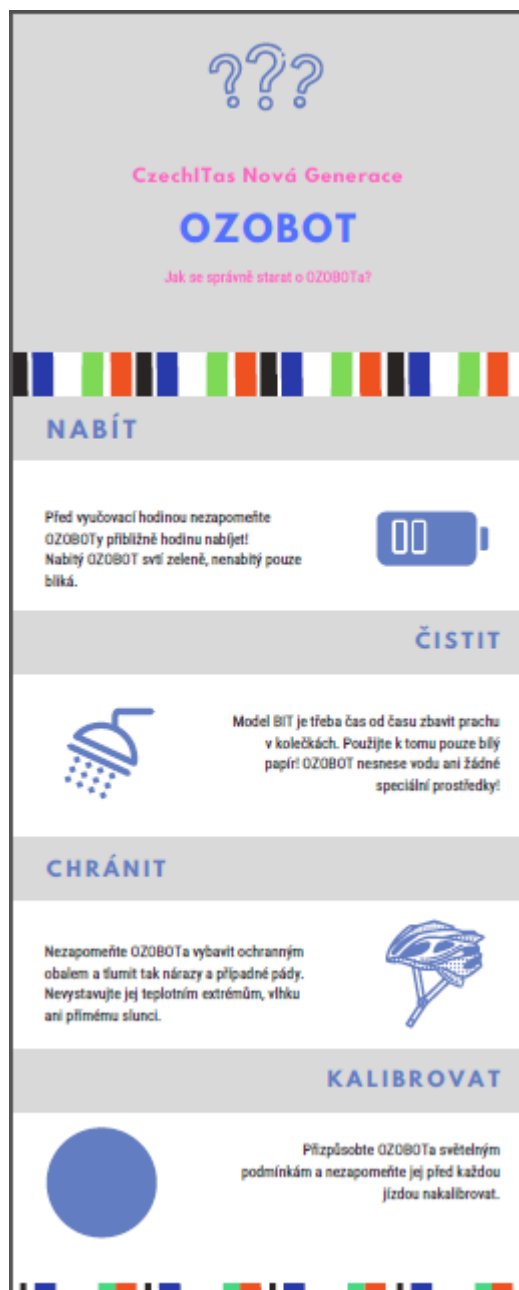 ???
CzechITas Nová Generace
OZOBOT
Jak se správně starat o OZOBOTa?
NABÍT
Před vyučovací hodinou nezapomeňte
OZOBOTy přibližně hodinu nabíjet!
Nabitý OZOBOT svtí zeleně, nenabitý pouze
bliká.
ČISTIT
Model BIT je třeba čas od času zbavit prachu
v kolečkách. Použijte k tomu pouze bílý
papír! OZOBOT nesnese vodu ani žádné
speciální prostředky!
CHRÁNIT
Nezapomeňte OZOBOTa vybavit ochranným
obalem a tlumit tak nárazy a případné pády.
Nevystavujte jej teplotním extrémům, vlhku
ani přímému slunci.
KALIBROVAT
Přizpůsobte OZOBOTa světelným
podmínkám a nezapomeňte jej před každou
jízdou nakalibrovat.